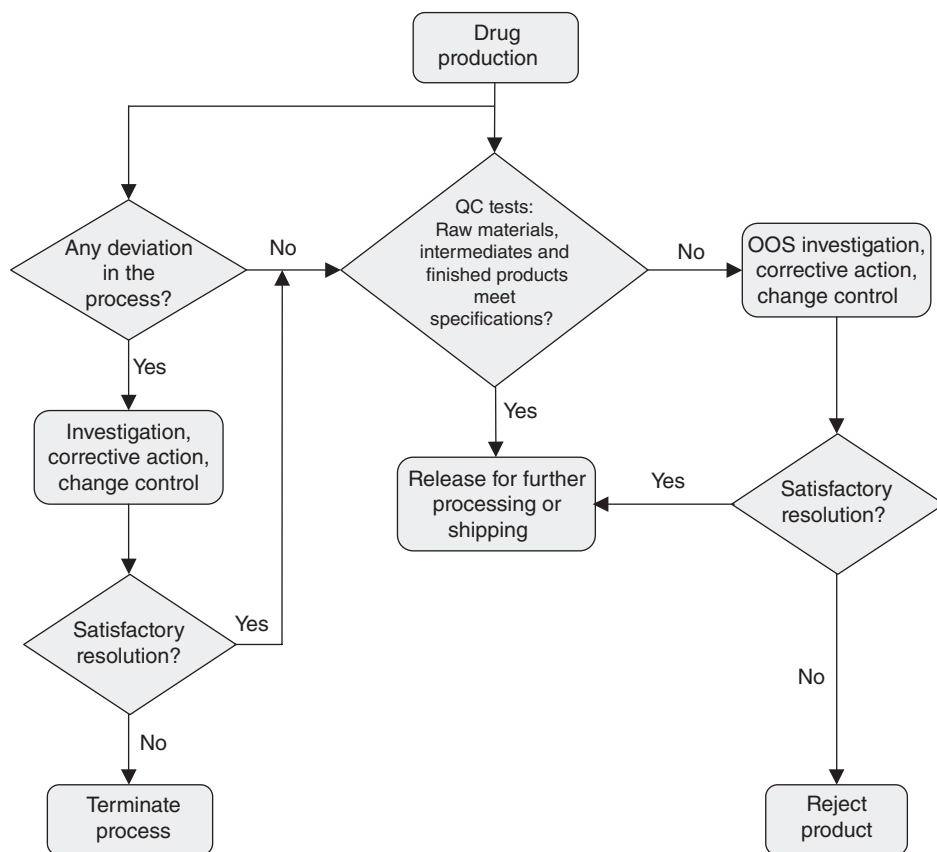 Drug
production
Any deviation
in the
process?
No
QC tests:
Raw materials,
intermediates and
finished products
meet
specifications?
No
OOS investigation,
corrective action,
change control
Yes
Investigation,
corrective action,
change control
Yes
Release for further
processing or
shipping
Yes
Satisfactory
resolution?
Satisfactory
resolution?
Yes
No
No
Terminate
process
Reject
product